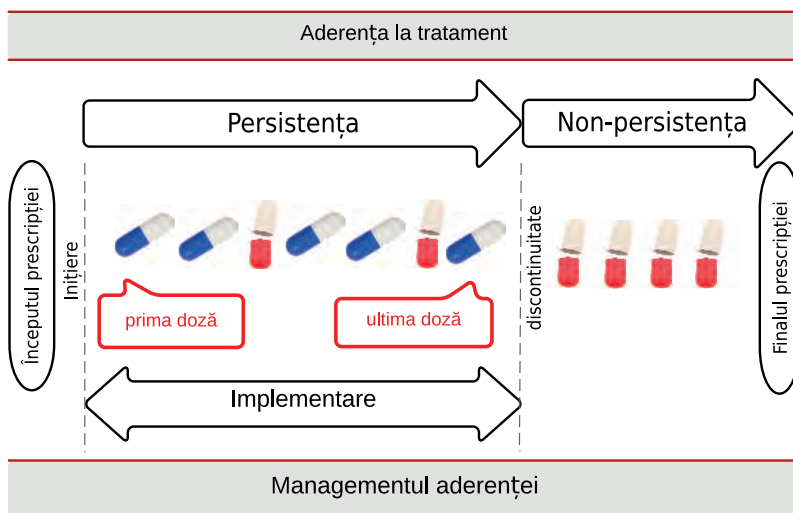 Aderența la tratament
Persistența
Non-persistența
Începutul prescripției
Inițiere
discontinuitate
Finalul prescripției
prima doză
ultima doză
Implementare
Managementul aderenței